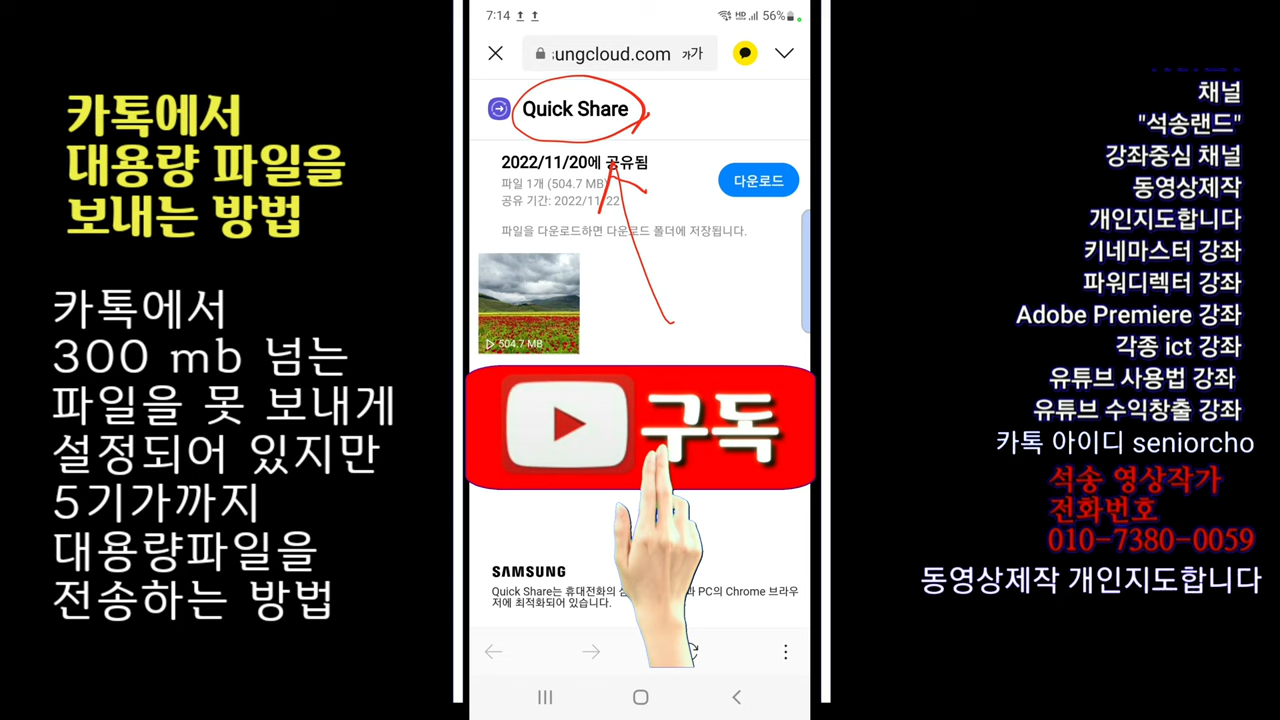 카톡에서
대용량 파일을
보내는 방법
카톡에서
300 mb 넘는
파일을 못 보내게
설정되어 있지만
5기가까지
대용량파일을
전송하는 방법
7:14
56%
ungcloud.com 가가
Quick Share
2022/11/20에 공유됨
파일 1개 (504.7 MB)
공유 기간: 2022/11/22
다운로드
파일을 다운로드하면 다운로드 폴더에 저장됩니다.
504.7 MB
구독
SAMSUNG
Quick Share는 휴대전화의 PC의 Chrome 브라우
저에 최적화되어 있습니다.
채널
"석송랜드"
강좌중심 채널
동영상제작
개인지도합니다
키네마스터 강좌
파워디렉터 강좌
Adobe Premiere 강좌
각종 ict 강좌
유튜브 사용법 강좌
유튜브 수익창출 강좌
카톡 아이디 seniorcho
석송 영상작가
전화번호
010-7380-0059
동영상제작 개인지도합니다